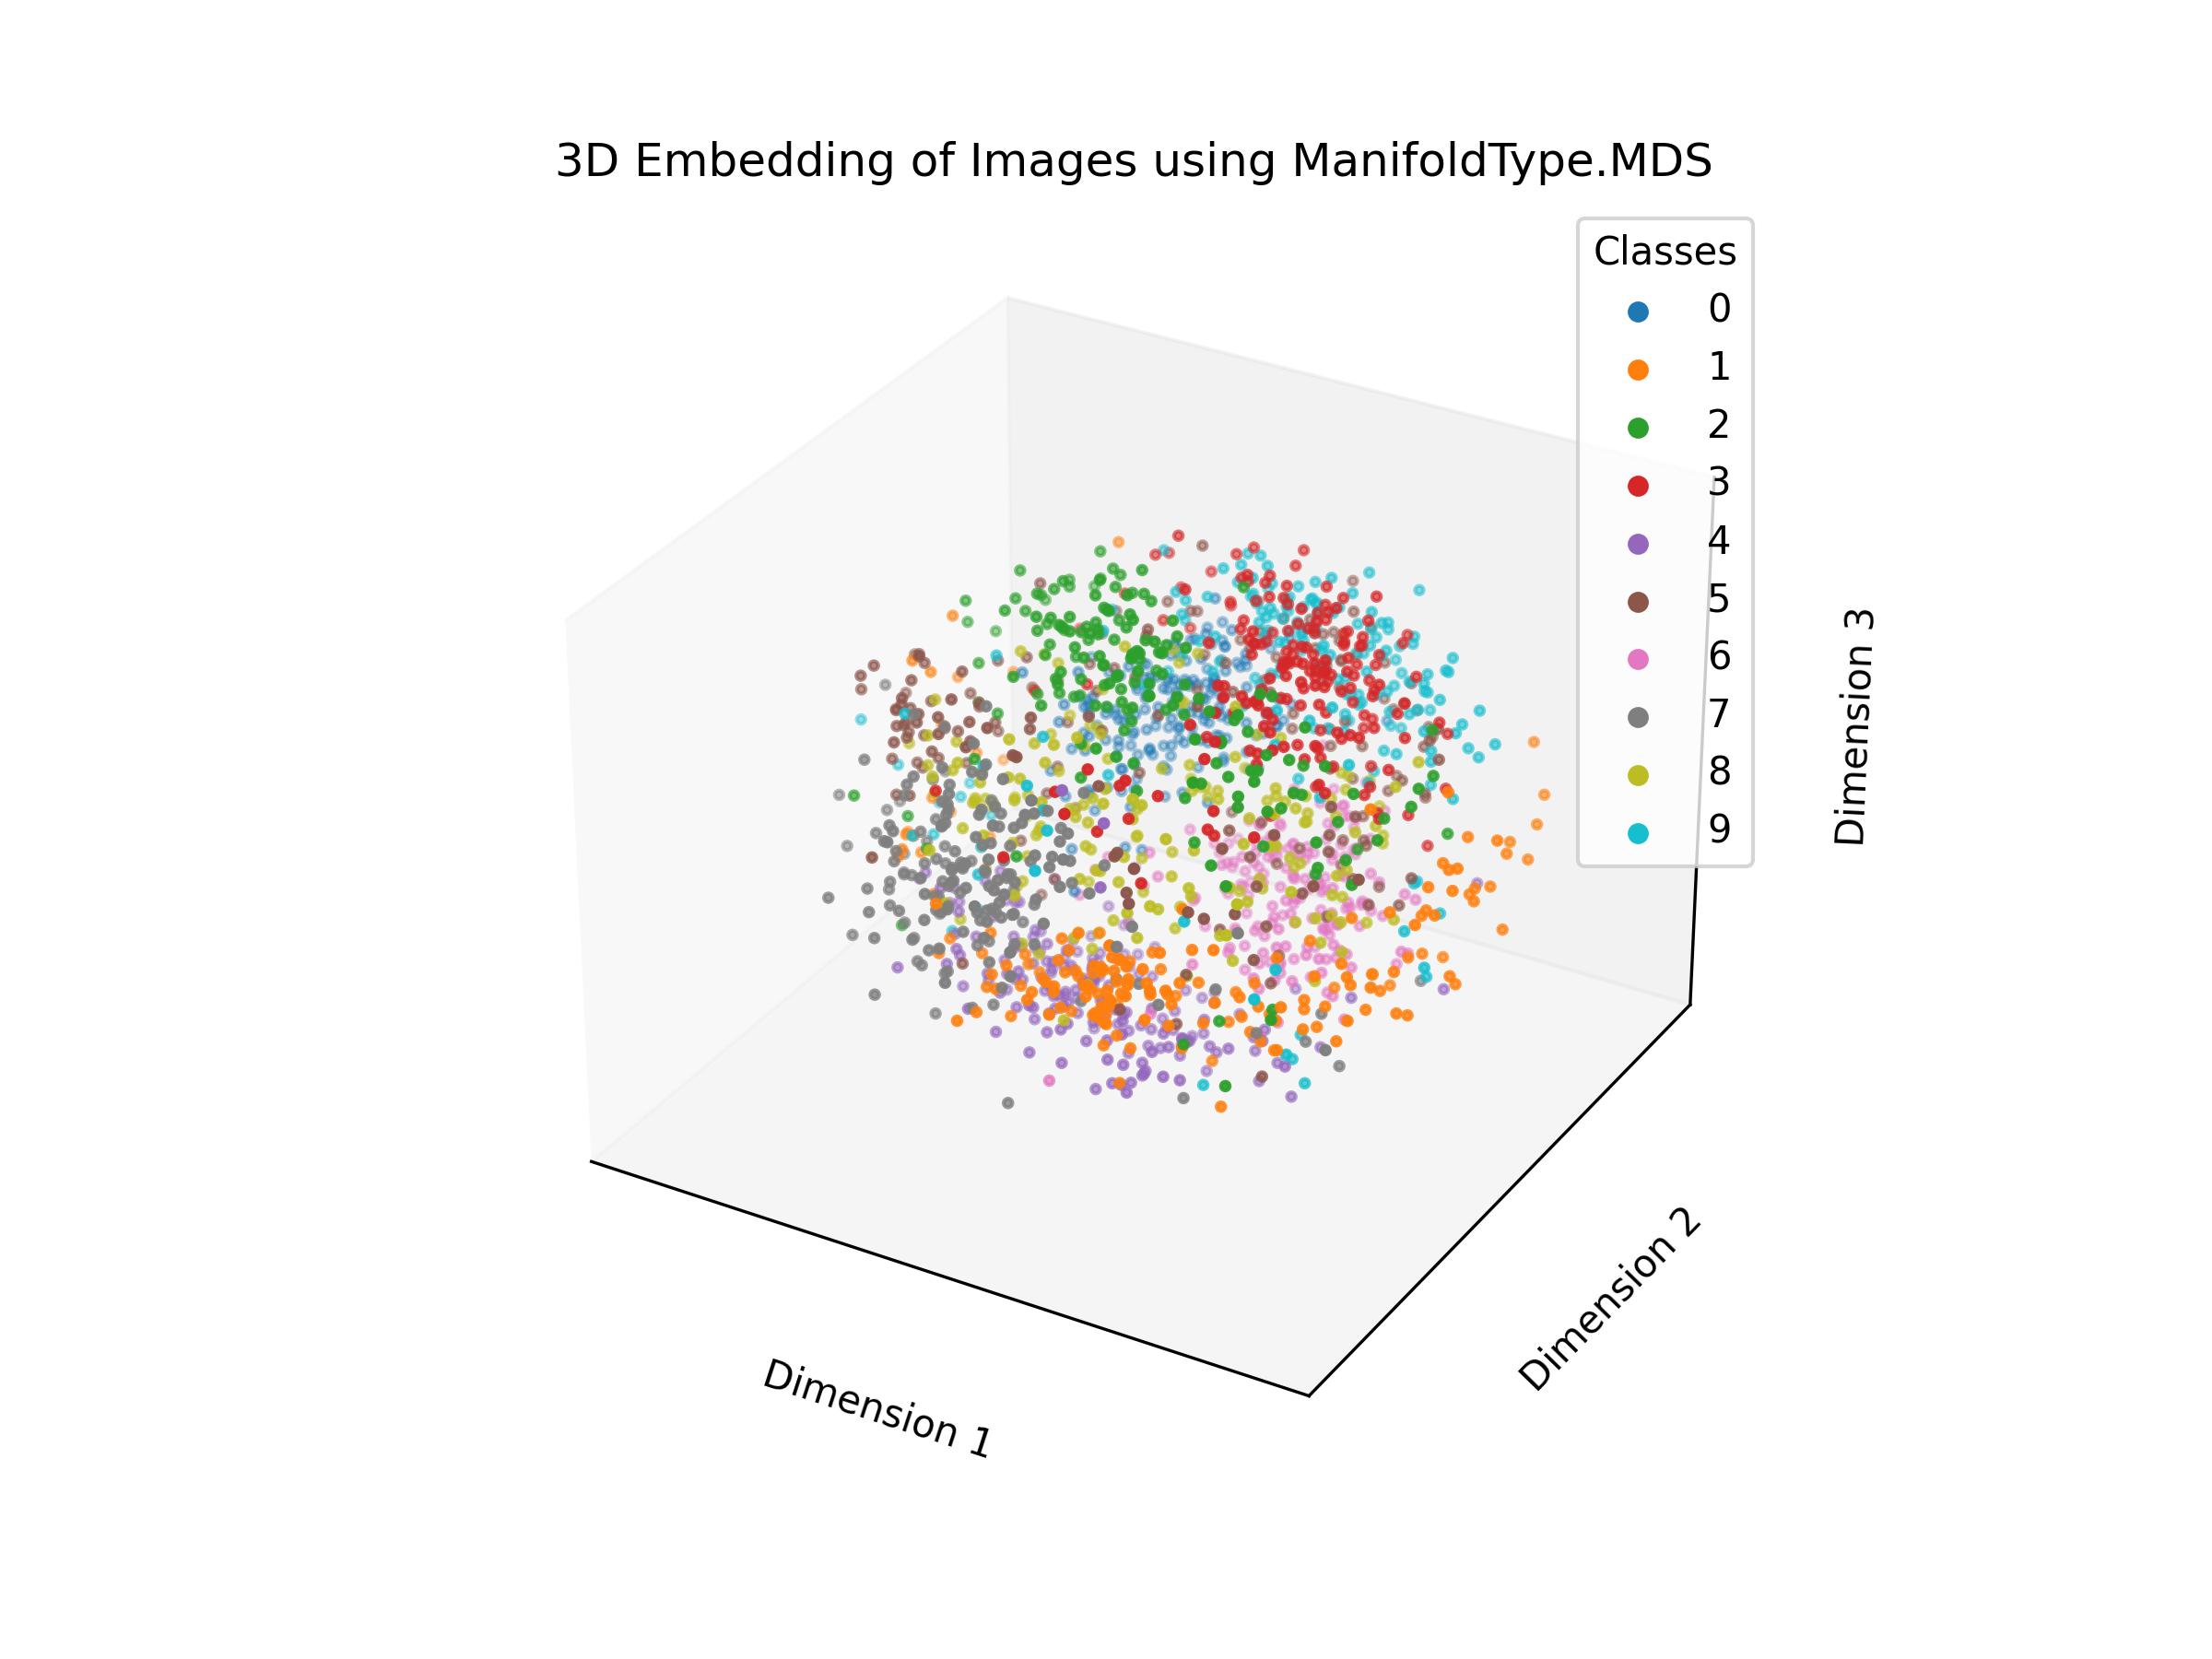 3D Embedding of Images using ManifoldType.MDS
Classes
0
1
2
3
4
5
6
7
8
9
Dimension 3
Dimension 2
Dimension 1